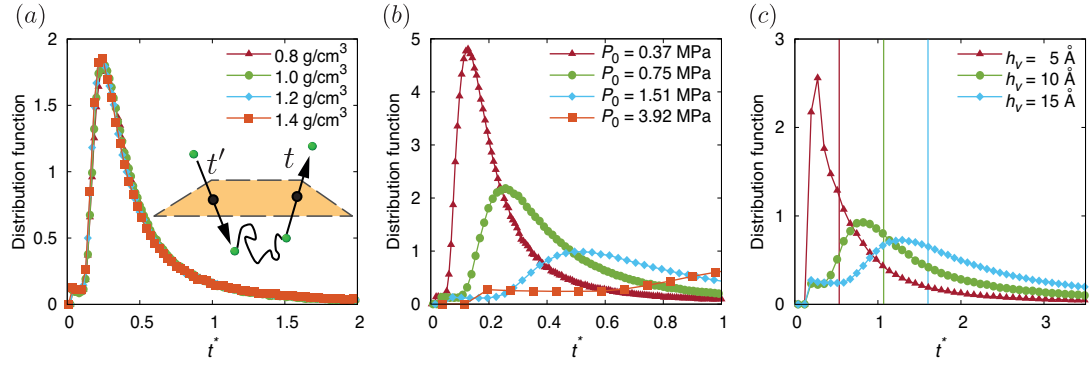 (a)
Distribution function
2
1.5
1
0.5
0
0.8 g/cm³
1.0 g/cm³
1.2 g/cm³
1.4 g/cm³
t′
t
0 0.5 1 1.5 2
t*
(b)
Distribution function
5
4
3
2
1
0
P₀ = 0.37 MPa
P₀ = 0.75 MPa
P₀ = 1.51 MPa
P₀ = 3.92 MPa
0 0.2 0.4 0.6 0.8 1
t*
(c)
Distribution function
3
2
1
0
hᵥ = 5 Å
hᵥ = 10 Å
hᵥ = 15 Å
0 1 2 3
t*